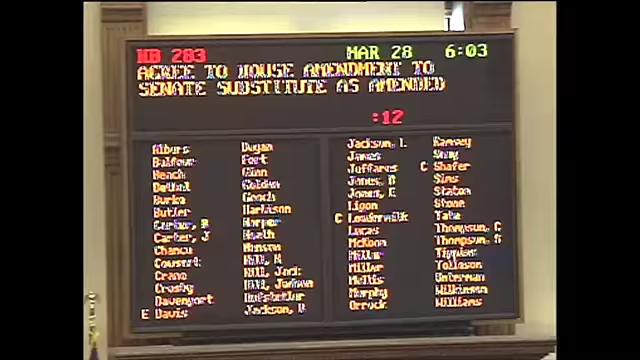 HB 283 MAR 28 6:03
AGREE TO HOUSE AMENDMENT TO
SENATE SUBSTITUTE AS AMENDED
:12
Albers
Balfour
Beach
Bethel
Burke
Butler
Carter, J
Chance
Cowsert
Crane
Crosby
Davenport
E Davis
Dugan
Fort
Ginn
Golden
Gooch
Harbison
Harper
Heath
Henson
Hill, H
Hill, Jack
Hill, Judson
Hufstetler
Jackson, B
Jackson, L
James
Jeffares
Jones, B
Jones, E
Ligon
C Loudermilk
Lucas
McKoon
Millar
Miller
Mullis
Murphy
Orrock
Ramsey
C Shafer
Sims
Staton
Stone
Tate
Thompson, C
Thompson, S
Tippins
Tolleson
Unterman
Wilkinson
Williams